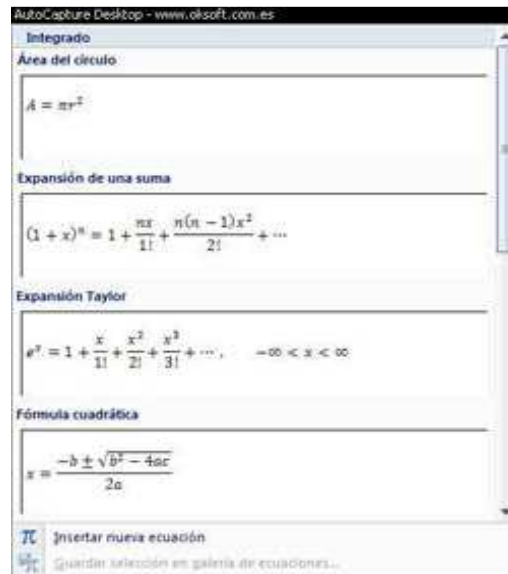 AutoCapture Desktop - www.oksoft.com.es
Integrado
Área del círculo
A = πr²
Expansión de una suma
(1 + x)ⁿ = 1 + nx/1! + n(n − 1)x²/2! + ⋯
Expansión Taylor
eˣ = 1 + x/1! + x²/2! + x³/3! + ⋯, −∞ < x < ∞
Fórmula cuadrática
x = (−b ± √(b² − 4ac))/2a
π Insertar nueva ecuación
Guardar selección en galería de ecuaciones...